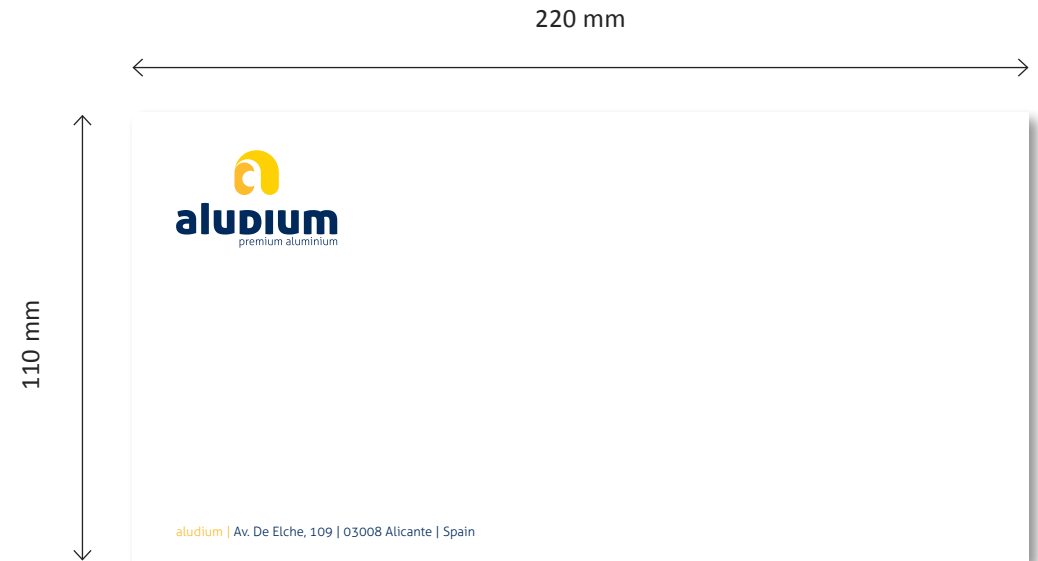 220 mm
110 mm
aludium
premium aluminium
aludium | Av. De Elche, 109 | 03008 Alicante | Spain